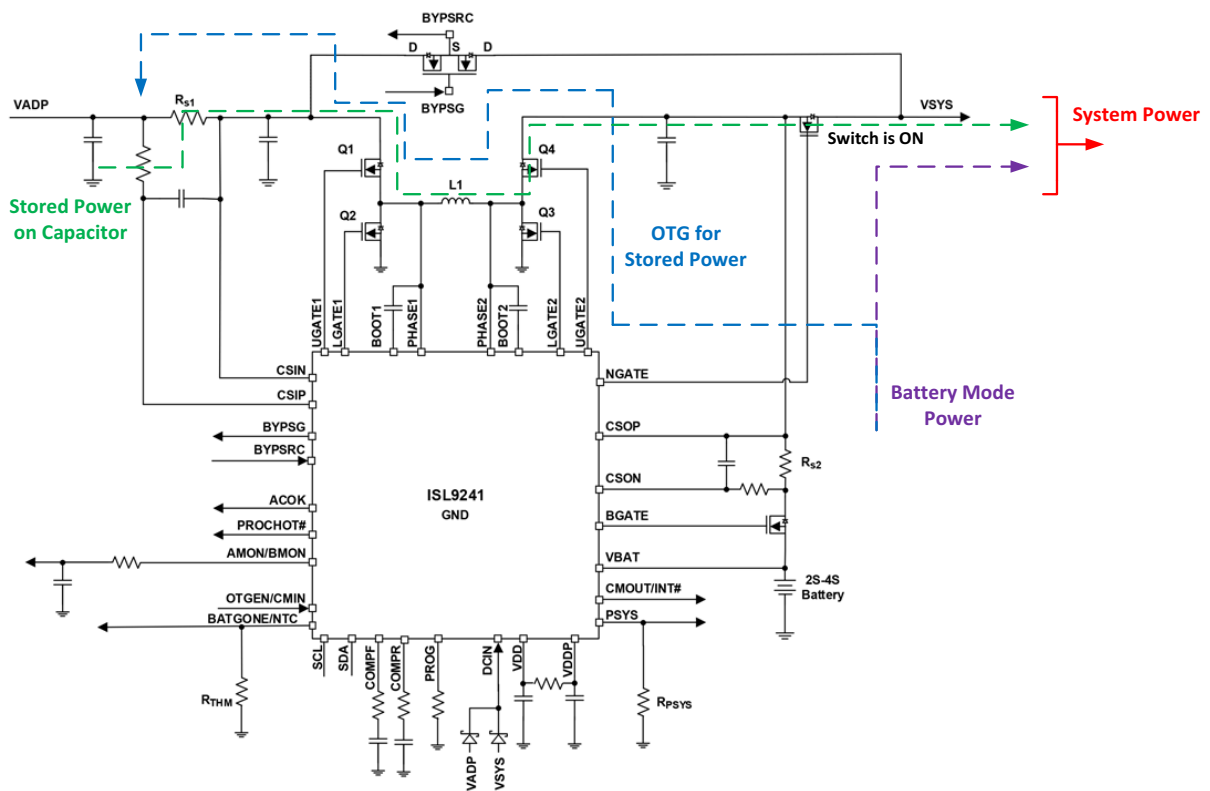 BYPSRC
D S D
BYPSG
VADP
Rs1
VSYS
System Power
Switch is ON
Q1
Q4
L1
Stored Power
on Capacitor
Q2
Q3
OTG for
Stored Power
UGATE1
LGATE1
BOOT1
PHASE1
PHASE2
BOOT2
LGATE2
UGATE2
CSIN
NGATE
CSIP
Battery Mode
Power
BYPSG
CSOP
BYPSRC
Rs2
CSON
ISL9241
GND
ACOK
PROCHOT#
BGATE
AMON/BMON
VBAT
2S-4S
Battery
OTGEN/CMIN
CMOUT/INT#
BATGONE/NTC
PSYS
SCL
SDA
COMPF
COMPR
PROG
DCIN
VDD
VDDP
RTHM
RPSYS
VADP
VSYS